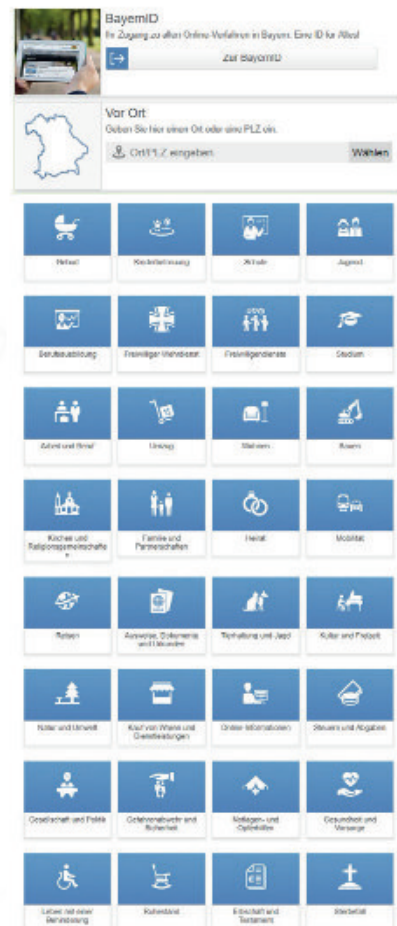 BayernID
Ihr Zugang zu allen Online-Verfahren in Bayern. Eine ID für Alles!
Zur BayernID
Vor Ort
Geben Sie hier einen Ort oder eine PLZ ein.
Ort/PLZ eingeben
Wählen
Geburt
Kinderbetreuung
Schule
Jugend
Berufsausbildung
Freiwilliger Wehrdienst
Freiwilligendienste
Studium
Arbeit und Beruf
Umzug
Wohnen
Bauen
Kirchen und
Religionsgemeinschafte
n
Familie und
Partnerschaften
Heirat
Mobilität
Reisen
Ausweise, Dokumente
und Urkunden
Tierhaltung und Jagd
Kultur und Freizeit
Natur und Umwelt
Kauf von Waren und
Dienstleistungen
Online-Informationen
Steuern und Abgaben
Gesellschaft und Politik
Gefahrenabwehr und
Sicherheit
Notlagen- und
Opferhilfen
Gesundheit und
Vorsorge
Leben mit einer
Behinderung
Ruhestand
Erbschaft und
Testament
Sterbefall